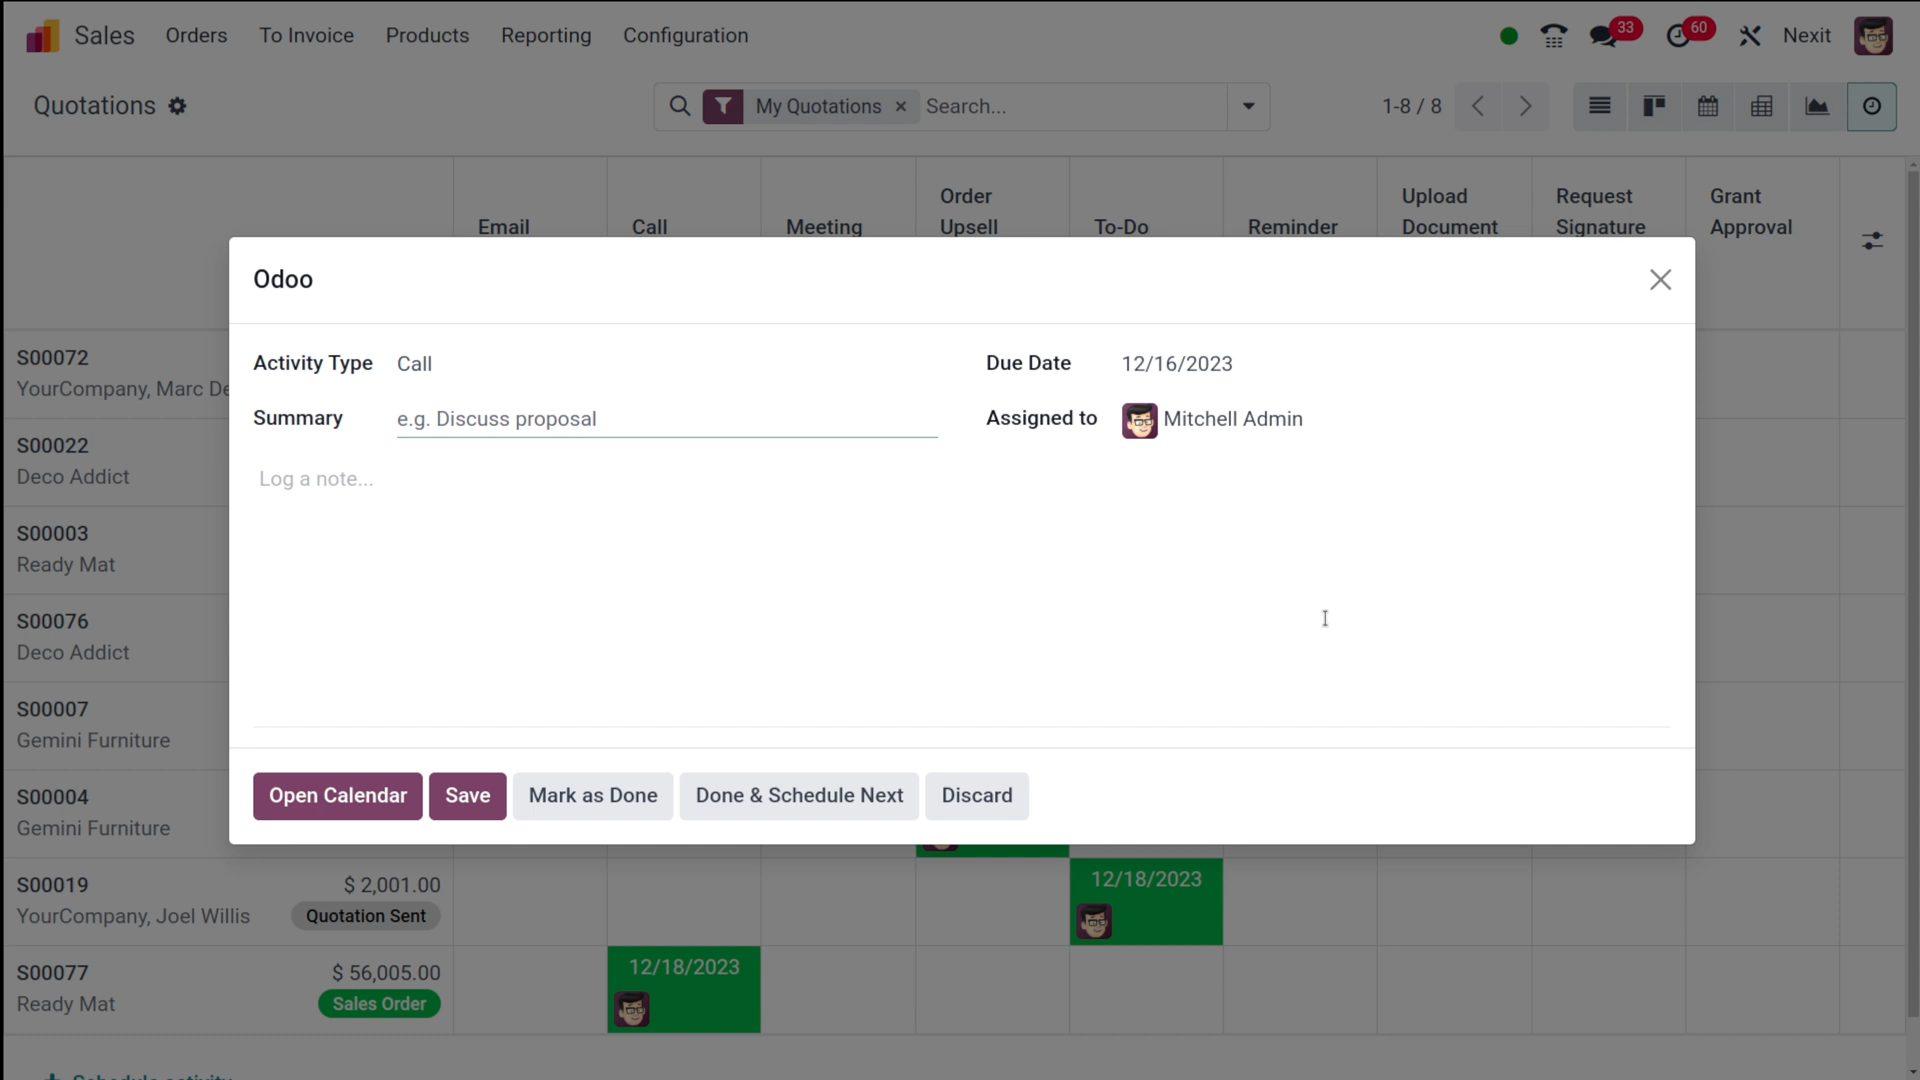 Sales Orders To Invoice Products Reporting Configuration 33 60 Nexit
Quotations My Quotations × Search... 1-8 / 8
Email Call Meeting Order Upsell To-Do Reminder Upload Document Request Signature Grant Approval
Odoo
Activity Type Call Due Date 12/16/2023
Summary e.g. Discuss proposal Assigned to Mitchell Admin
Log a note...
Open Calendar Save Mark as Done Done & Schedule Next Discard
S00072
YourCompany, Marc De
S00022
Deco Addict
S00003
Ready Mat
S00076
Deco Addict
S00007
Gemini Furniture
S00004
Gemini Furniture
S00019 $ 2,001.00 12/18/2023
YourCompany, Joel Willis Quotation Sent
S00077 $ 56,005.00 12/18/2023
Ready Mat Sales Order
+ Schedule activity